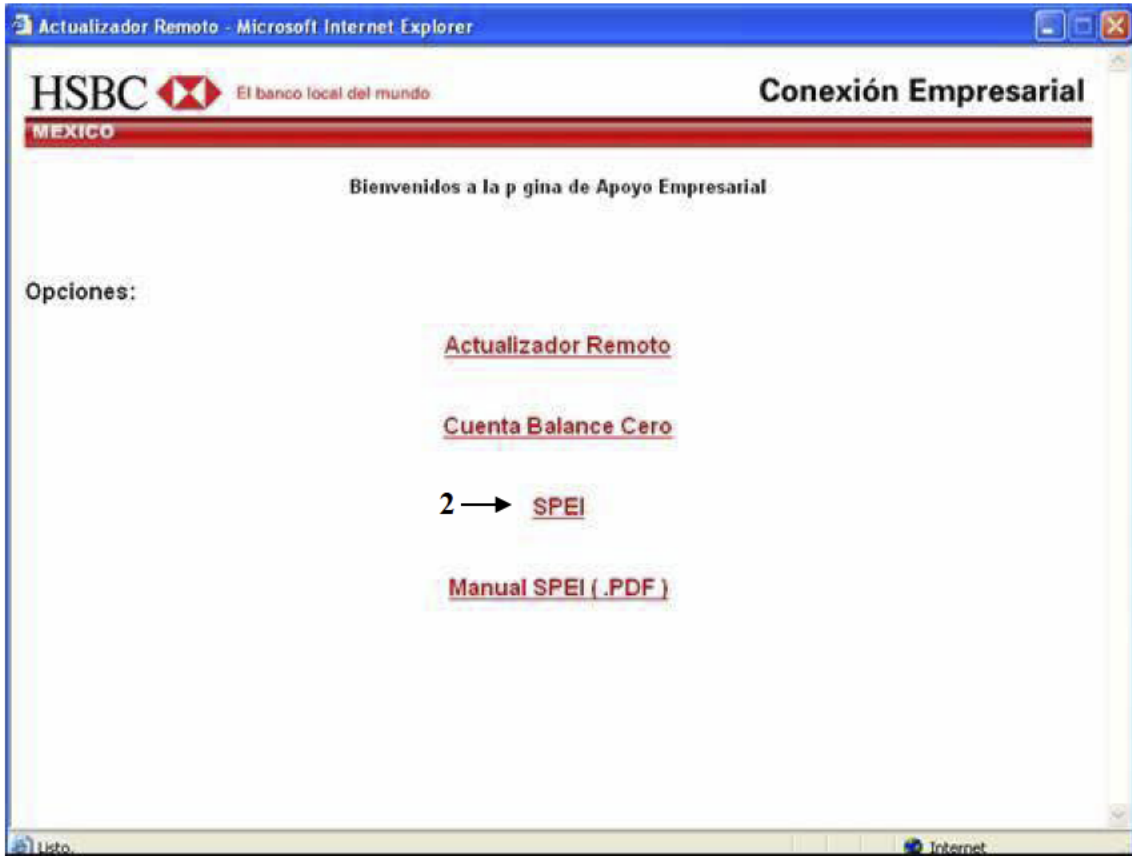 Actualizador Remoto - Microsoft Internet Explorer
HSBC El banco local del mundo Conexión Empresarial
MEXICO
Bienvenidos a la p gina de Apoyo Empresarial
Opciones:
Actualizador Remoto
Cuenta Balance Cero
2 → SPEI
Manual SPEI ( .PDF )
Listo. Internet